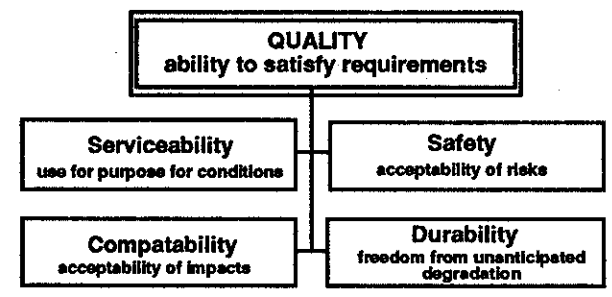 QUALITY
ability to satisfy requirements
Serviceability
use for purpose for conditions
Safety
acceptability of risks
Compatability
acceptability of impacts
Durability
freedom from unanticipated
degradation